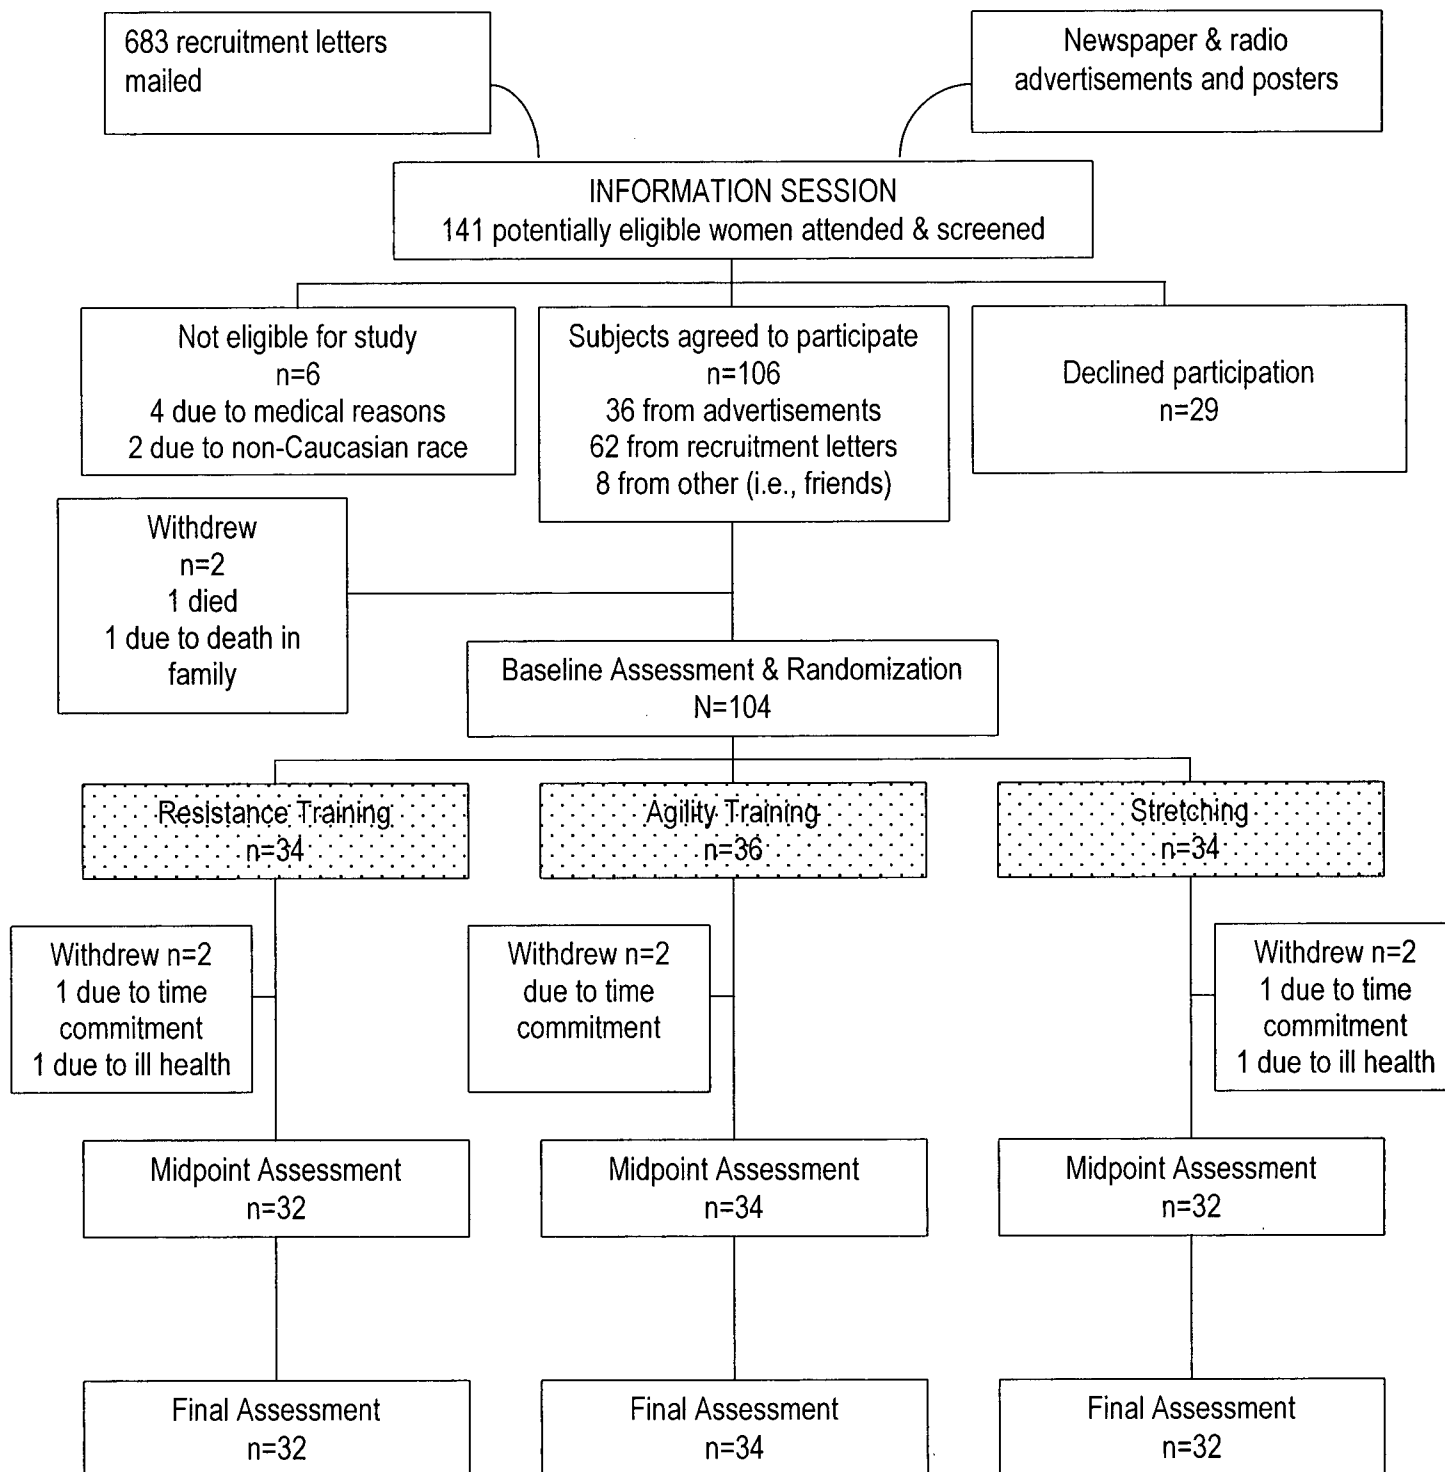 683 recruitment letters
mailed
Newspaper & radio
advertisements and posters
INFORMATION SESSION
141 potentially eligible women attended & screened
Not eligible for study
n=6
4 due to medical reasons
2 due to non-Caucasian race
Subjects agreed to participate
n=106
36 from advertisements
62 from recruitment letters
8 from other (i.e., friends)
Declined participation
n=29
Withdrew
n=2
1 died
1 due to death in
family
Baseline Assessment & Randomization
N=104
Resistance Training
n=34
Agility Training
n=36
Stretching
n=34
Withdrew n=2
1 due to time
commitment
1 due to ill health
Withdrew n=2
due to time
commitment
Withdrew n=2
1 due to time
commitment
1 due to ill health
Midpoint Assessment
n=32
Midpoint Assessment
n=34
Midpoint Assessment
n=32
Final Assessment
n=32
Final Assessment
n=34
Final Assessment
n=32